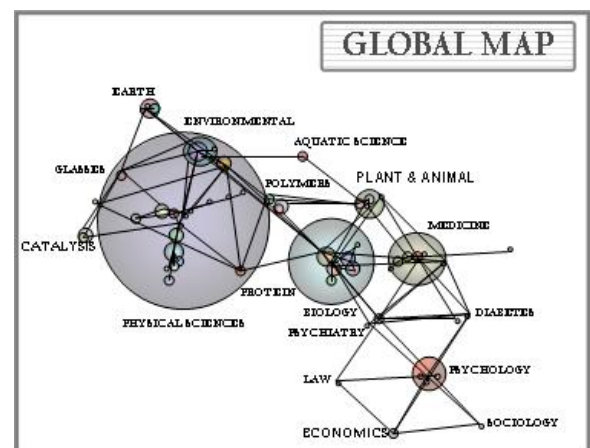 GLOBAL MAP
EARTH
ENVIRONMENTAL
AQUATIC SCIENCE
GLASSES
POLYMERS
PLANT & ANIMAL
MEDICINE
CATALYSIS
PROTEIN
BIOLOGY
DIABETES
PHYSICAL SCIENCES
PSYCHIATRY
LAW
PSYCHOLOGY
ECONOMICS
SOCIOLOGY